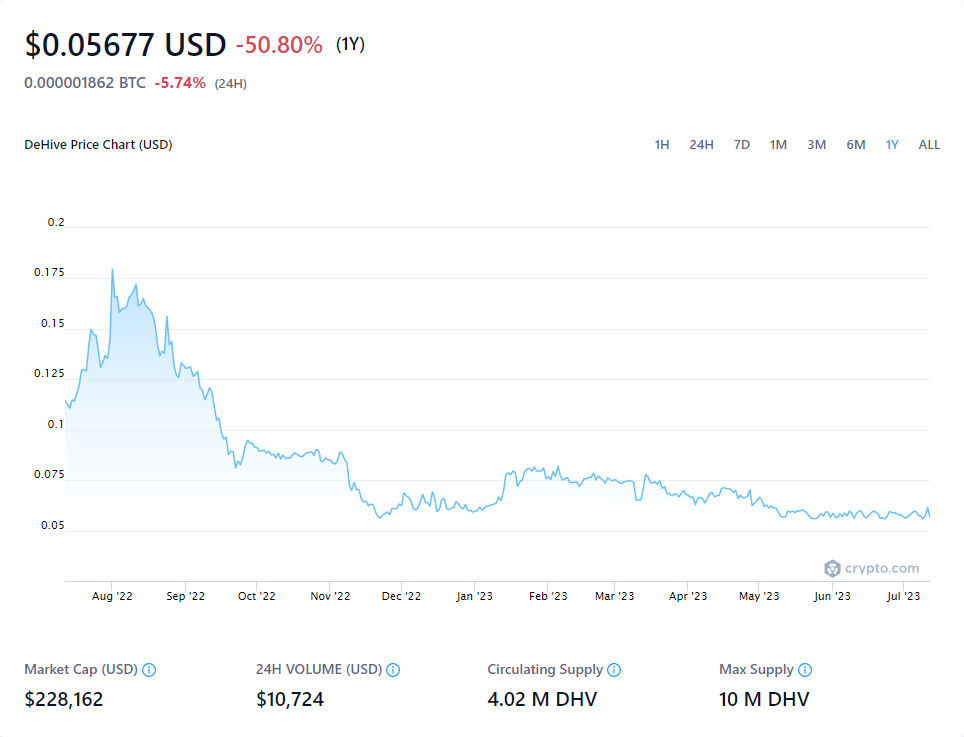 $0.05677 USD -50.80% (1Y)
0.000001862 BTC -5.74% (24H)
DeHive Price Chart (USD) 1H 24H 7D 1M 3M 6M 1Y ALL
0.2
0.175
0.15
0.125
0.1
0.075
0.05
crypto.com
Aug '22 Sep '22 Oct '22 Nov '22 Dec '22 Jan '23 Feb '23 Mar '23 Apr '23 May '23 Jun '23 Jul '23
Market Cap (USD) 24H VOLUME (USD) Circulating Supply Max Supply
$228,162 $10,724 4.02 M DHV 10 M DHV